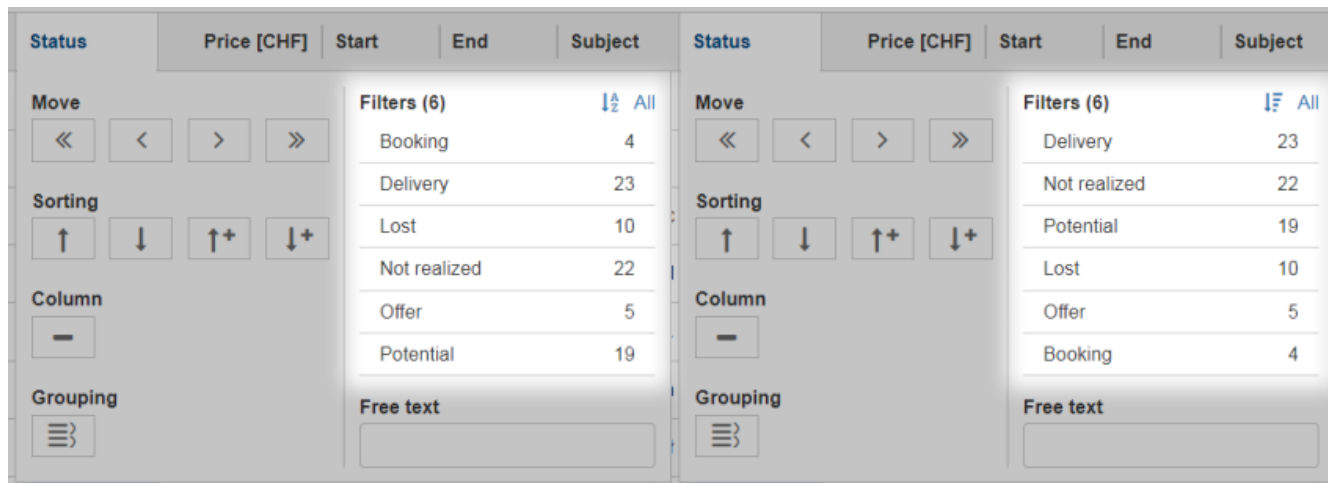 Status Price [CHF] Start End Subject
Move
Sorting
Column
Grouping
Filters (6) All
Booking 4
Delivery 23
Lost 10
Not realized 22
Offer 5
Potential 19
Free text
Status Price [CHF] Start End Subject
Move
Sorting
Column
Grouping
Filters (6) All
Delivery 23
Not realized 22
Potential 19
Lost 10
Offer 5
Booking 4
Free text